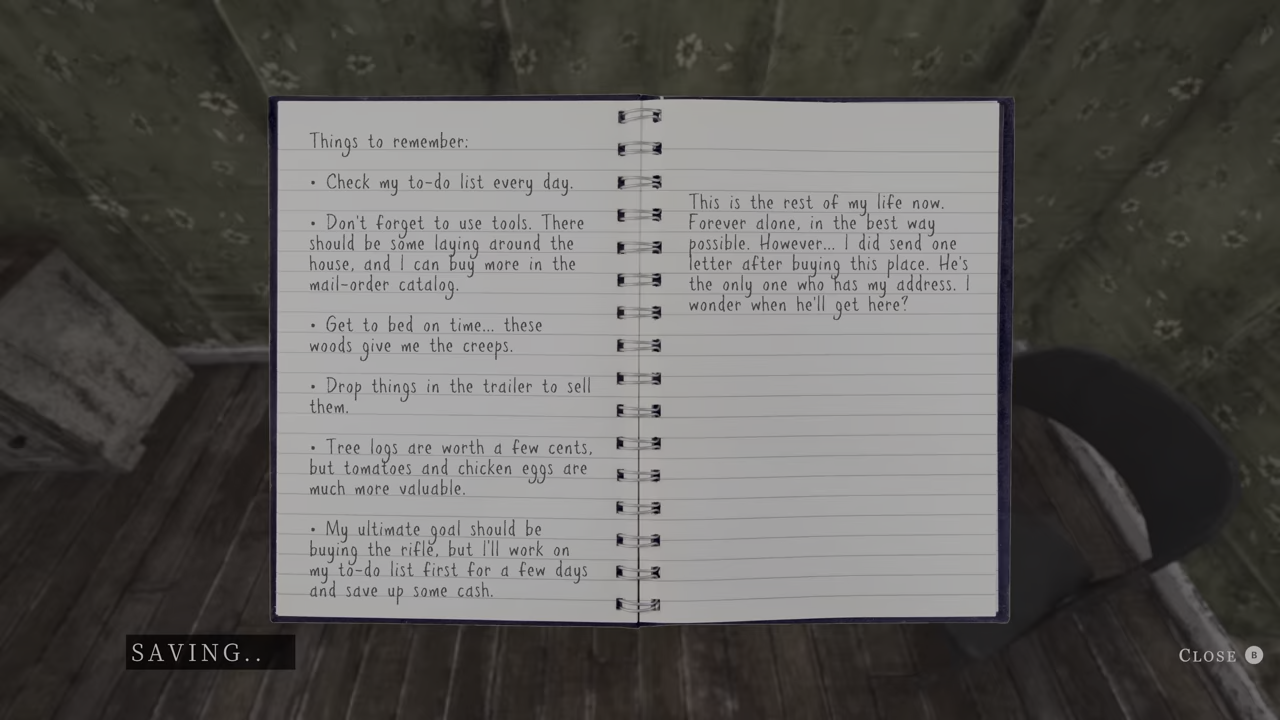 Things to remember:
• Check my to-do list every day.
• Don't forget to use tools. There
should be some laying around the
house, and I can buy more in the
mail-order catalog.
• Get to bed on time... these
woods give me the creeps.
• Drop things in the trailer to sell
them.
• Tree logs are worth a few cents,
but tomatoes and chicken eggs are
much more valuable.
• My ultimate goal should be
buying the rifle, but I'll work on
my to-do list first for a few days
and save up some cash.
This is the rest of my life now.
Forever alone, in the best way
possible. However... I did send one
letter after buying this place. He's
the only one who has my address. I
wonder when he'll get here?
SAVING..
CLOSE B